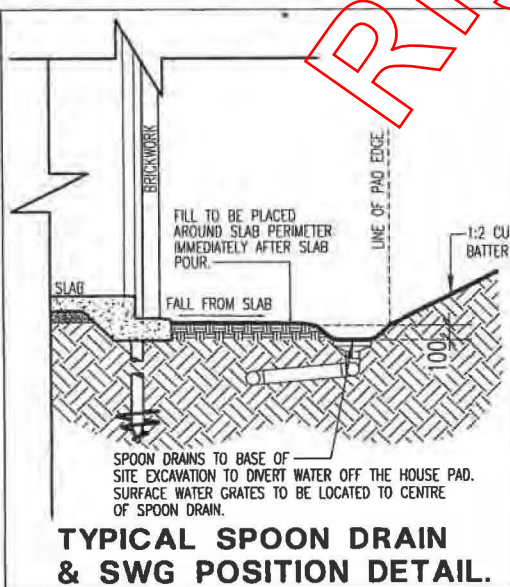 BRICKWORK
LINE OF PAD EDGE
FILL TO BE PLACED
AROUND SLAB PERIMETER
IMMEDIATELY AFTER SLAB
POUR.
1:2 CU
BATTER
SLAB
FALL FROM SLAB
100
SPOON DRAINS TO BASE OF
SITE EXCAVATION TO DIVERT WATER OFF THE HOUSE PAD.
SURFACE WATER GRATES TO BE LOCATED TO CENTRE
OF SPOON DRAIN.
TYPICAL SPOON DRAIN
& SWG POSITION DETAIL.